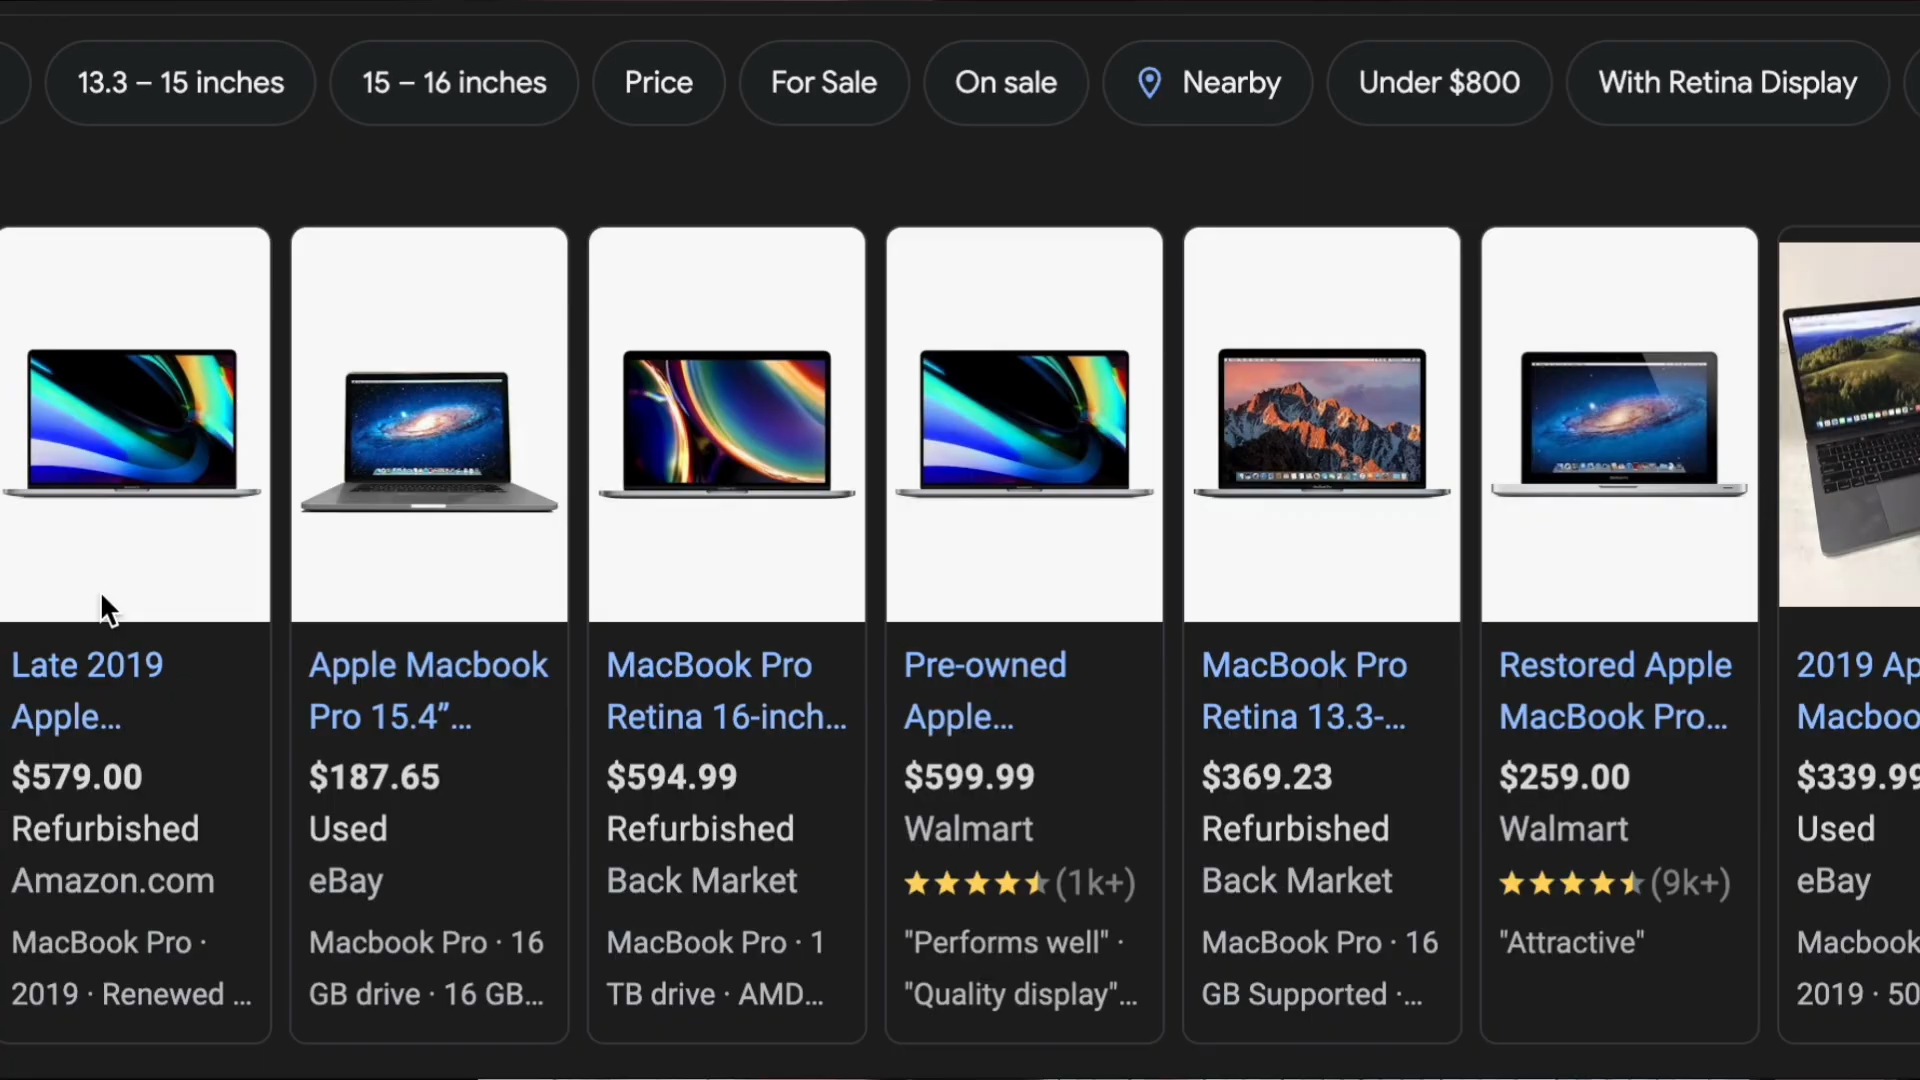 13.3 – 15 inches
15 – 16 inches
Price
For Sale
On sale
Nearby
Under $800
With Retina Display
Late 2019
Apple...
$579.00
Refurbished
Amazon.com
MacBook Pro ·
2019 · Renewed ...
Apple Macbook
Pro 15.4”...
$187.65
Used
eBay
Macbook Pro · 16
GB drive · 16 GB...
MacBook Pro
Retina 16-inch...
$594.99
Refurbished
Back Market
MacBook Pro · 1
TB drive · AMD...
Pre-owned
Apple...
$599.99
Walmart
(1k+)
"Performs well" ·
"Quality display"...
MacBook Pro
Retina 13.3-...
$369.23
Refurbished
Back Market
MacBook Pro · 16
GB Supported ·...
Restored Apple
MacBook Pro...
$259.00
Walmart
(9k+)
"Attractive"
2019 Ap
Macboo
$339.99
Used
eBay
Macbook
2019 · 50